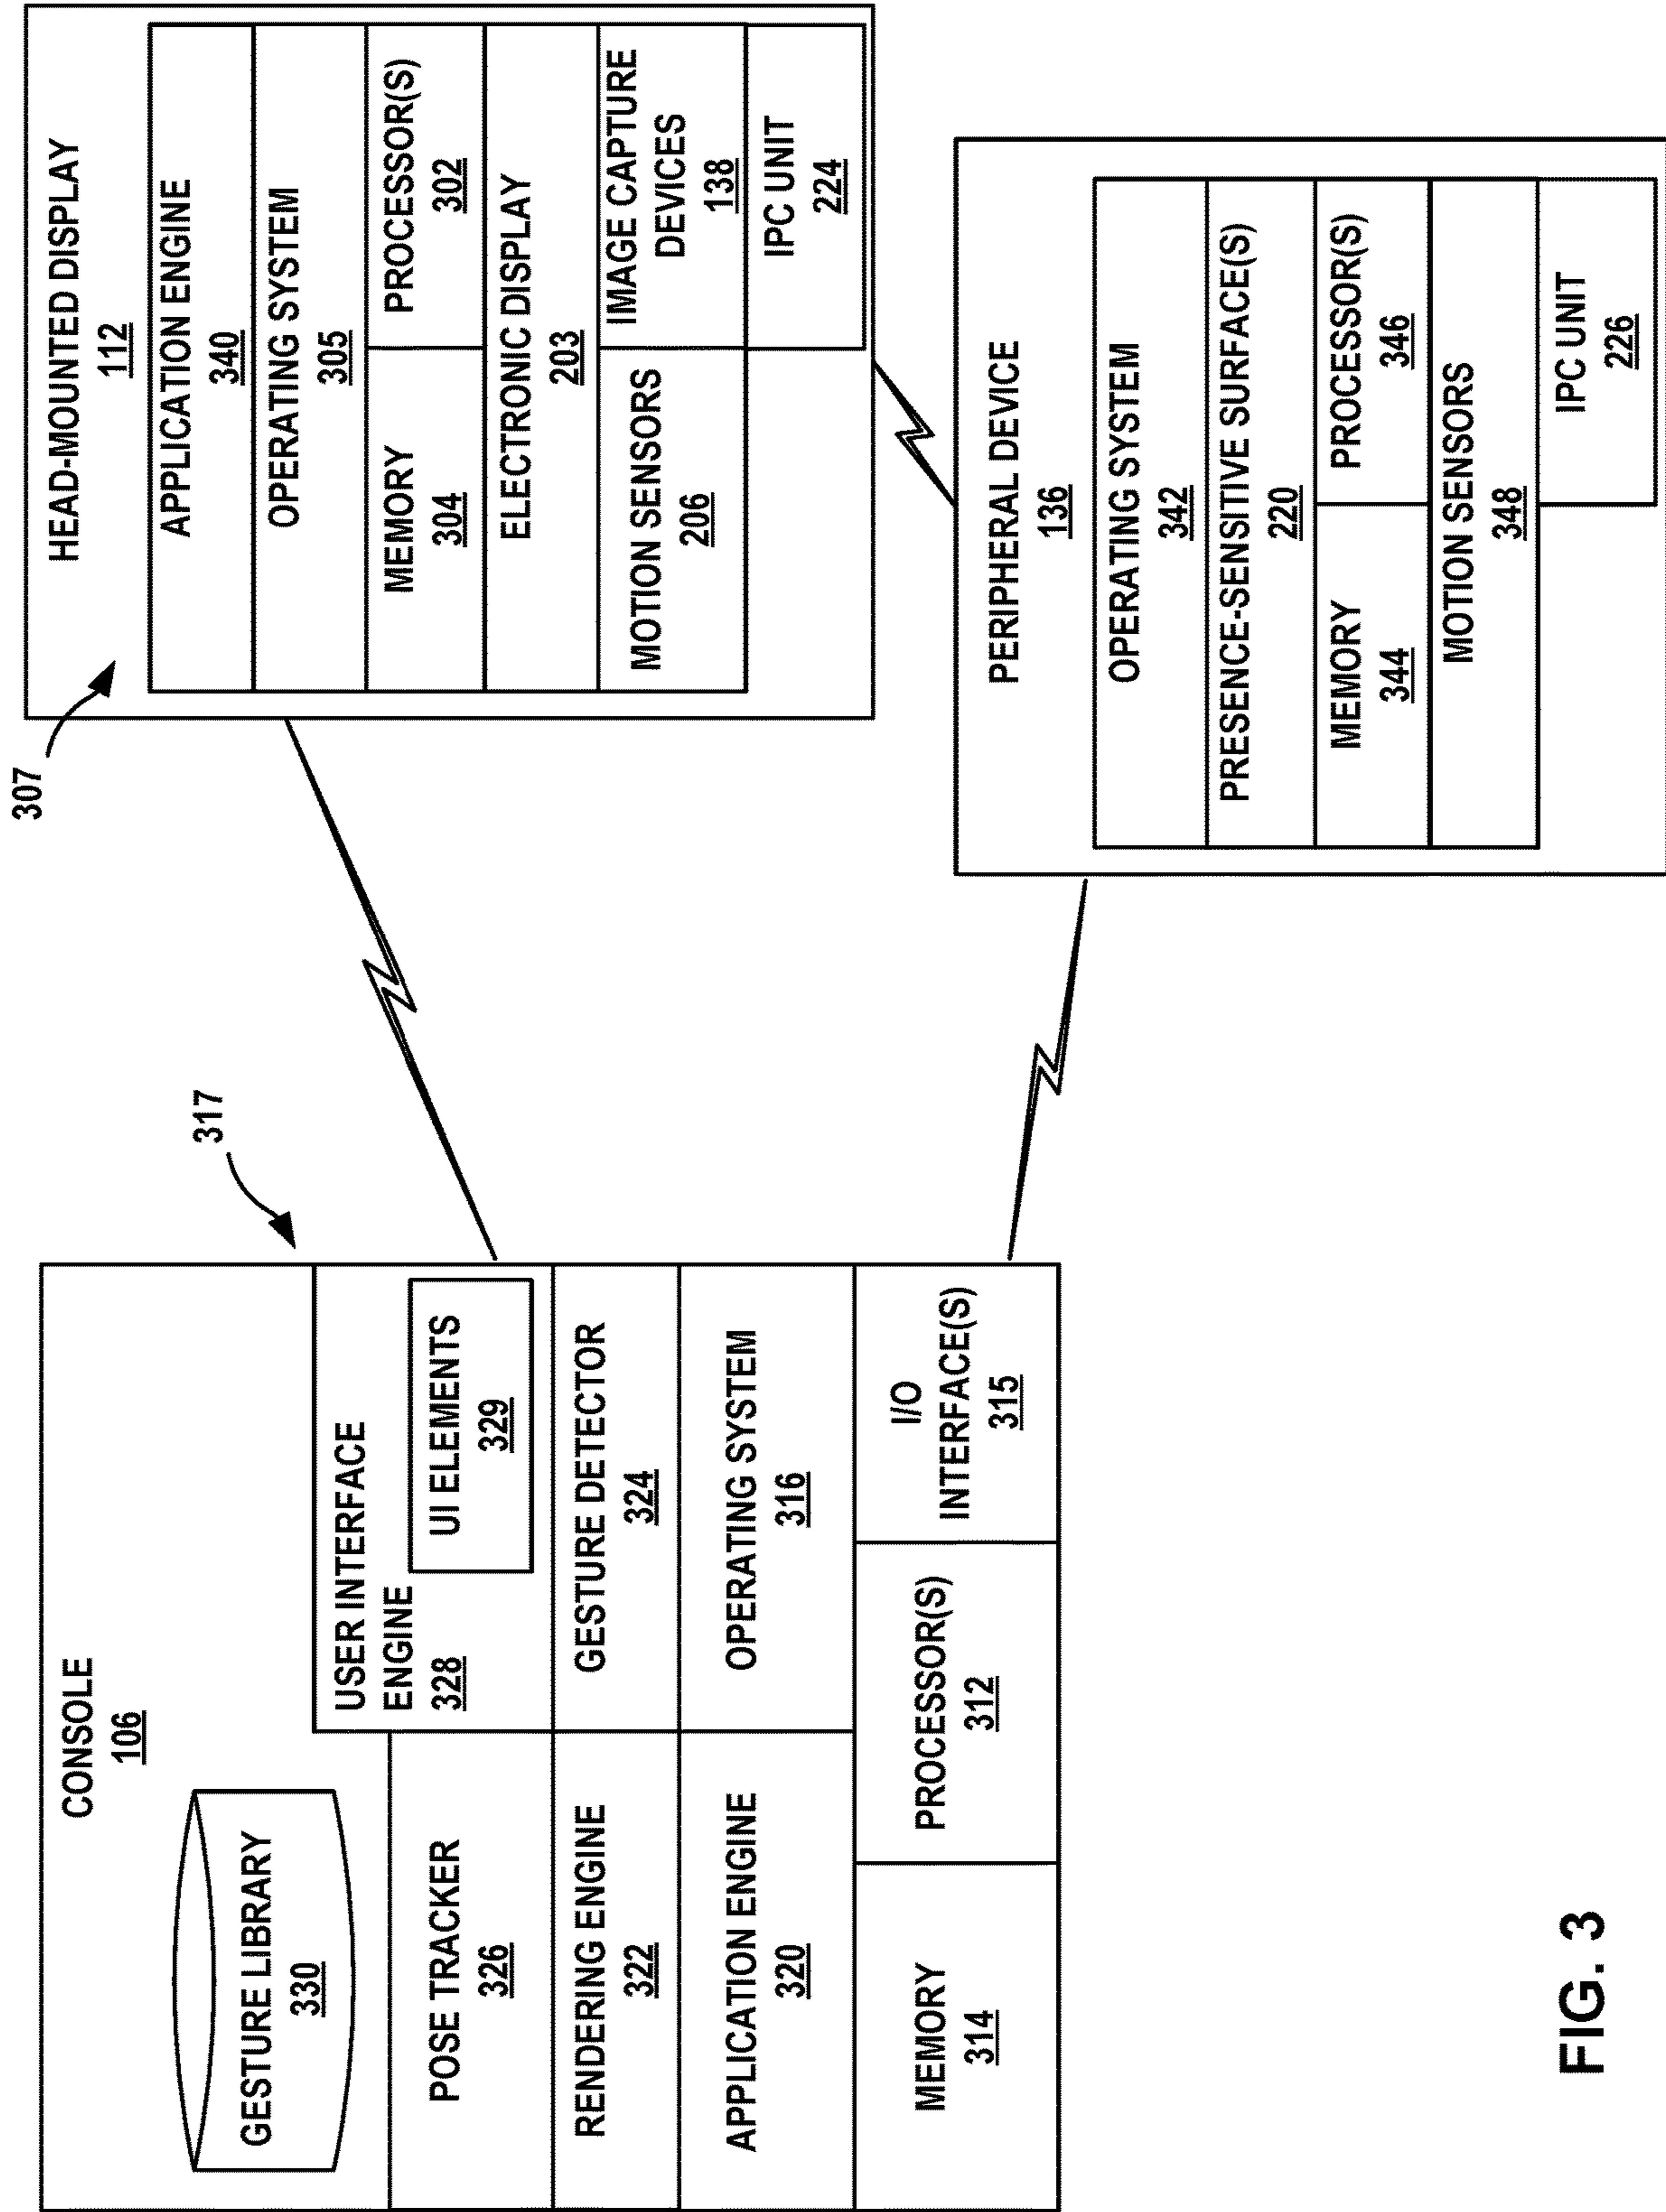 CONSOLE
106
GESTURE LIBRARY
330
USER INTERFACE
ENGINE
328
UI ELEMENTS
329
POSE TRACKER
326
RENDERING ENGINE
322
GESTURE DETECTOR
324
APPLICATION ENGINE
320
OPERATING SYSTEM
316
MEMORY
314
PROCESSOR(S)
312
I/O
INTERFACE(S)
315
317
307
HEAD-MOUNTED DISPLAY
112
APPLICATION ENGINE
340
OPERATING SYSTEM
305
MEMORY
304
PROCESSOR(S)
302
ELECTRONIC DISPLAY
203
MOTION SENSORS
206
IMAGE CAPTURE
DEVICES
138
IPC UNIT
224
PERIPHERAL DEVICE
136
OPERATING SYSTEM
342
PRESENCE-SENSITIVE SURFACE(S)
220
MEMORY
344
PROCESSOR(S)
346
MOTION SENSORS
348
IPC UNIT
226
FIG. 3